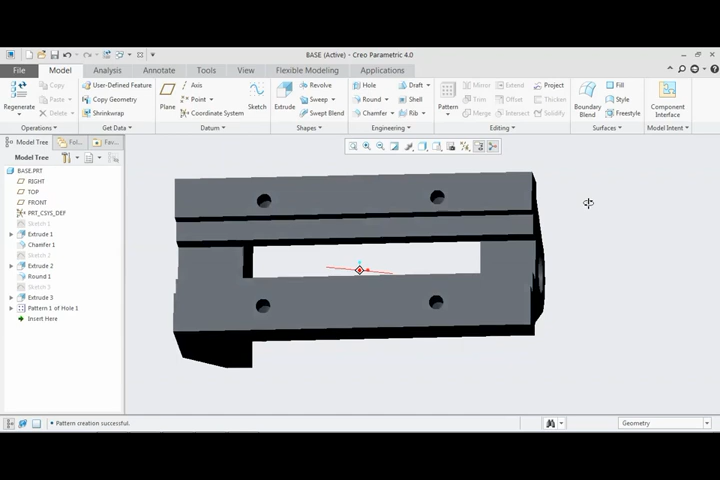 BASE (Active) - Creo Parametric 4.0
File Model Analysis Annotate Tools View Flexible Modeling Applications
Regenerate Copy Paste Delete
User-Defined Feature Copy Geometry Shrinkwrap
Plane Axis Point Coordinate System Sketch
Extrude Revolve Sweep Swept Blend
Hole Round Chamfer Draft Shell Rib
Pattern Mirror Trim Merge Extend Offset Intersect Project Thicken Solidify
Boundary Blend Fill Style Freestyle
Component Interface
Operations Get Data Datum Shapes Engineering Editing Surfaces Model Intent
Model Tree Fol... Fav...
Model Tree
BASE.PRT
RIGHT
TOP
FRONT
PRT_CSYS_DEF
Sketch 1
Extrude 1
Chamfer 1
Sketch 2
Extrude 2
Round 1
Sketch 3
Extrude 3
Pattern 1 of Hole 1
Insert Here
• Pattern creation successful.
Geometry